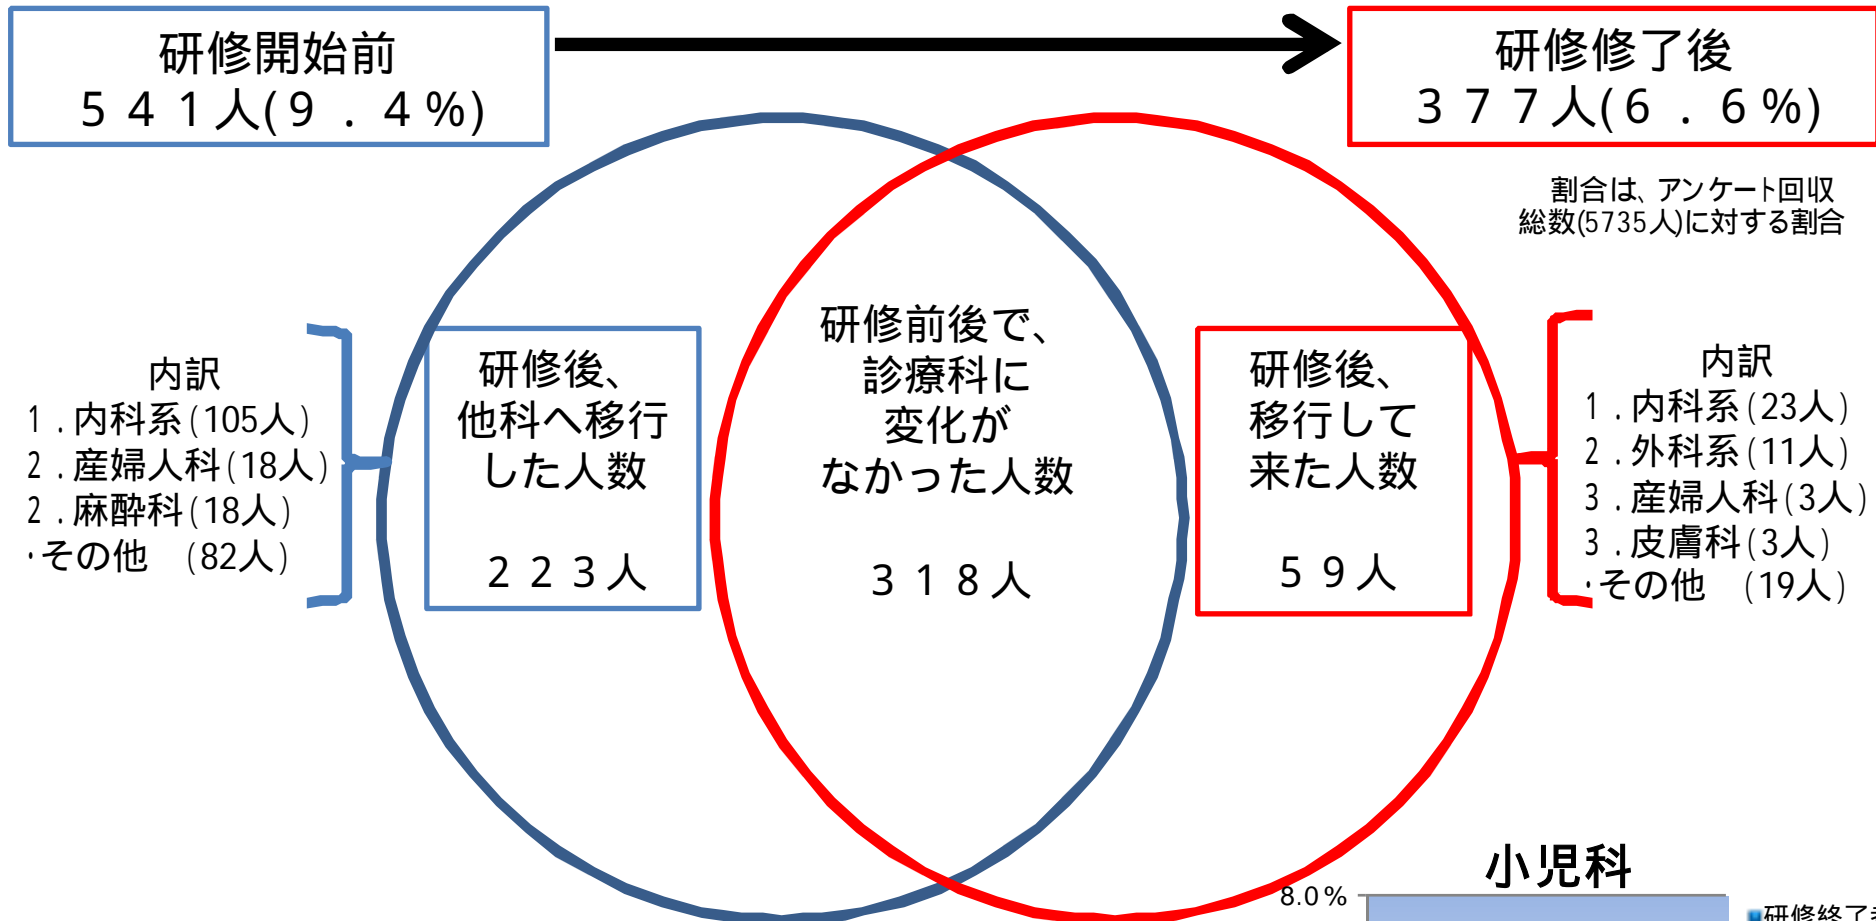 研修開始前
５４１人(９．４%)
研修修了後
３７７人(６．６%)
割合は、アンケート回収
総数(5735人)に対する割合
内訳
１．内科系(105人)
２．産婦人科(18人)
２．麻酔科(18人)
・その他　(82人)
研修後、
他科へ移行
した人数
２２３人
研修前後で、
診療科に
変化が
なかった人数
３１８人
研修後、
移行して
来た人数
５９人
内訳
１．内科系(23人)
２．外科系(11人)
３．産婦人科(3人)
３．皮膚科(3人)
・その他　(19人)
小児科
8.0%
研修終了